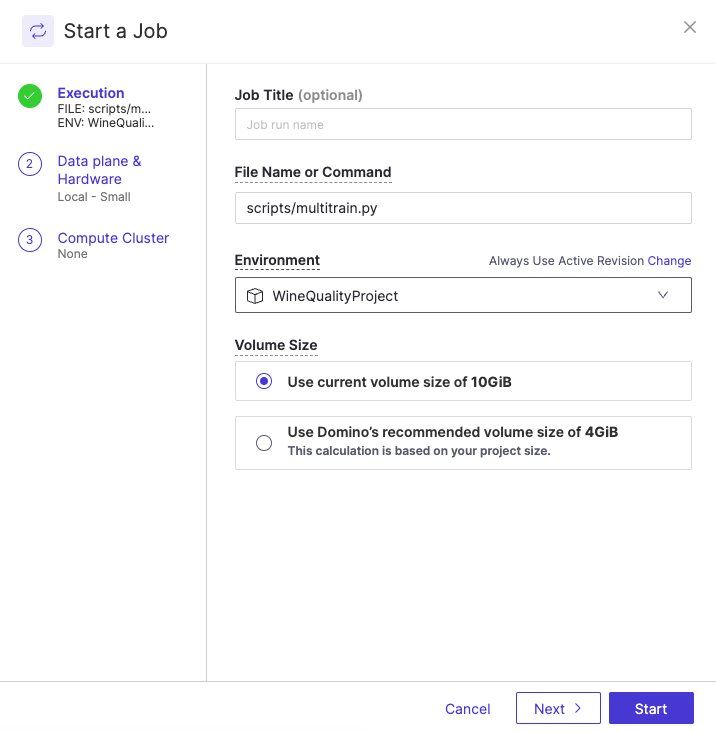 Start a Job
Execution
FILE: scripts/m...
ENV: WineQuali...
2
Data plane &
Hardware
Local - Small
3
Compute Cluster
None
Job Title (optional)
Job run name
File Name or Command
scripts/multitrain.py
Environment
Always Use Active Revision Change
WineQualityProject
Volume Size
Use current volume size of 10GiB
Use Domino’s recommended volume size of 4GiB
This calculation is based on your project size.
Cancel
Next
Start